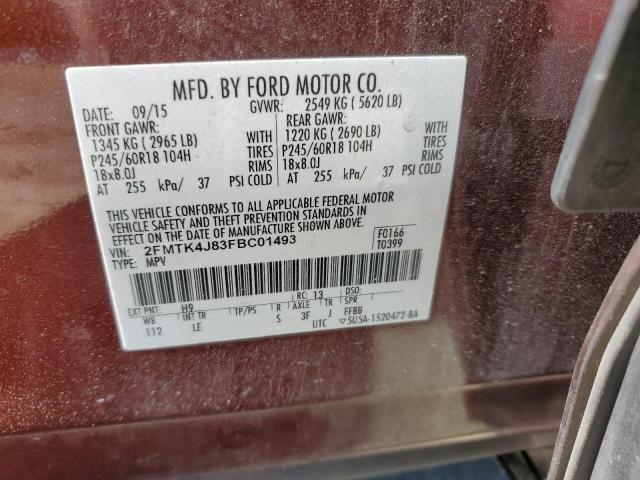 MFD. BY FORD MOTOR CO.
DATE: 09/15 GVWR: 2549 KG ( 5620 LB)
FRONT GAWR: REAR GAWR:
1345 KG ( 2965 LB) WITH 1220 KG ( 2690 LB) WITH
P245/60R18 104H TIRES P245/60R18 104H TIRES
18x8.0J RIMS 18x8.0J RIMS
AT 255 kPa/ 37 PSI COLD AT 255 kPa/ 37 PSI COLD
THIS VEHICLE CONFORMS TO ALL APPLICABLE FEDERAL MOTOR
VEHICLE SAFETY AND THEFT PREVENTION STANDARDS IN
EFFECT ON THE DATE OF MANUFACTURE SHOWN ABOVE.
VIN: 2FMTK4J83FBC01493 F0166
TYPE: MPV T0399
EXT PNT: H9 RC: 13 DSO:
WB INT TR TP/PS R AXLE TR SPR
112 LE S 3F J FFBB
UTC ▽5U5A-1520472-BA